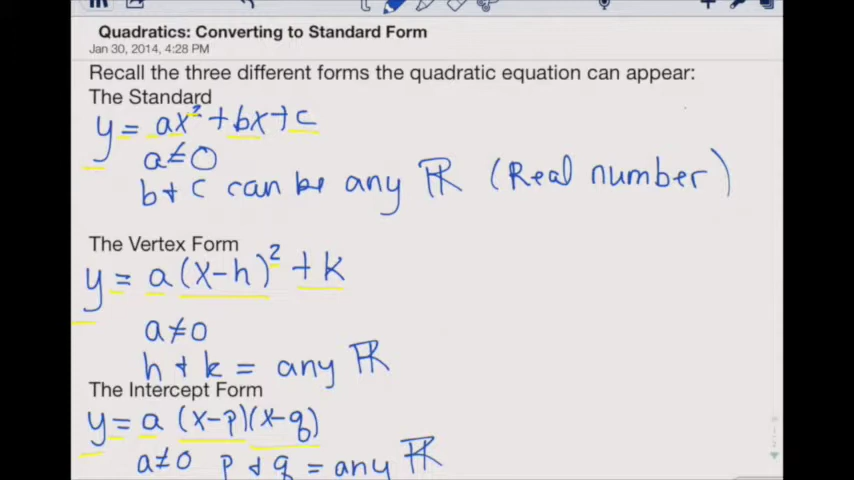 Quadratics: Converting to Standard Form
Jan 30, 2014, 4:28 PM
Recall the three different forms the quadratic equation can appear:
The Standard
y = ax² + bx + c
a ≠ 0
b + c can be any ℝ (Real number)
The Vertex Form
y = a (x-h)² + k
a ≠ 0
h + k = any ℝ
The Intercept Form
y = a (x-p)(x-q)
a ≠ 0 p + q = any ℝ